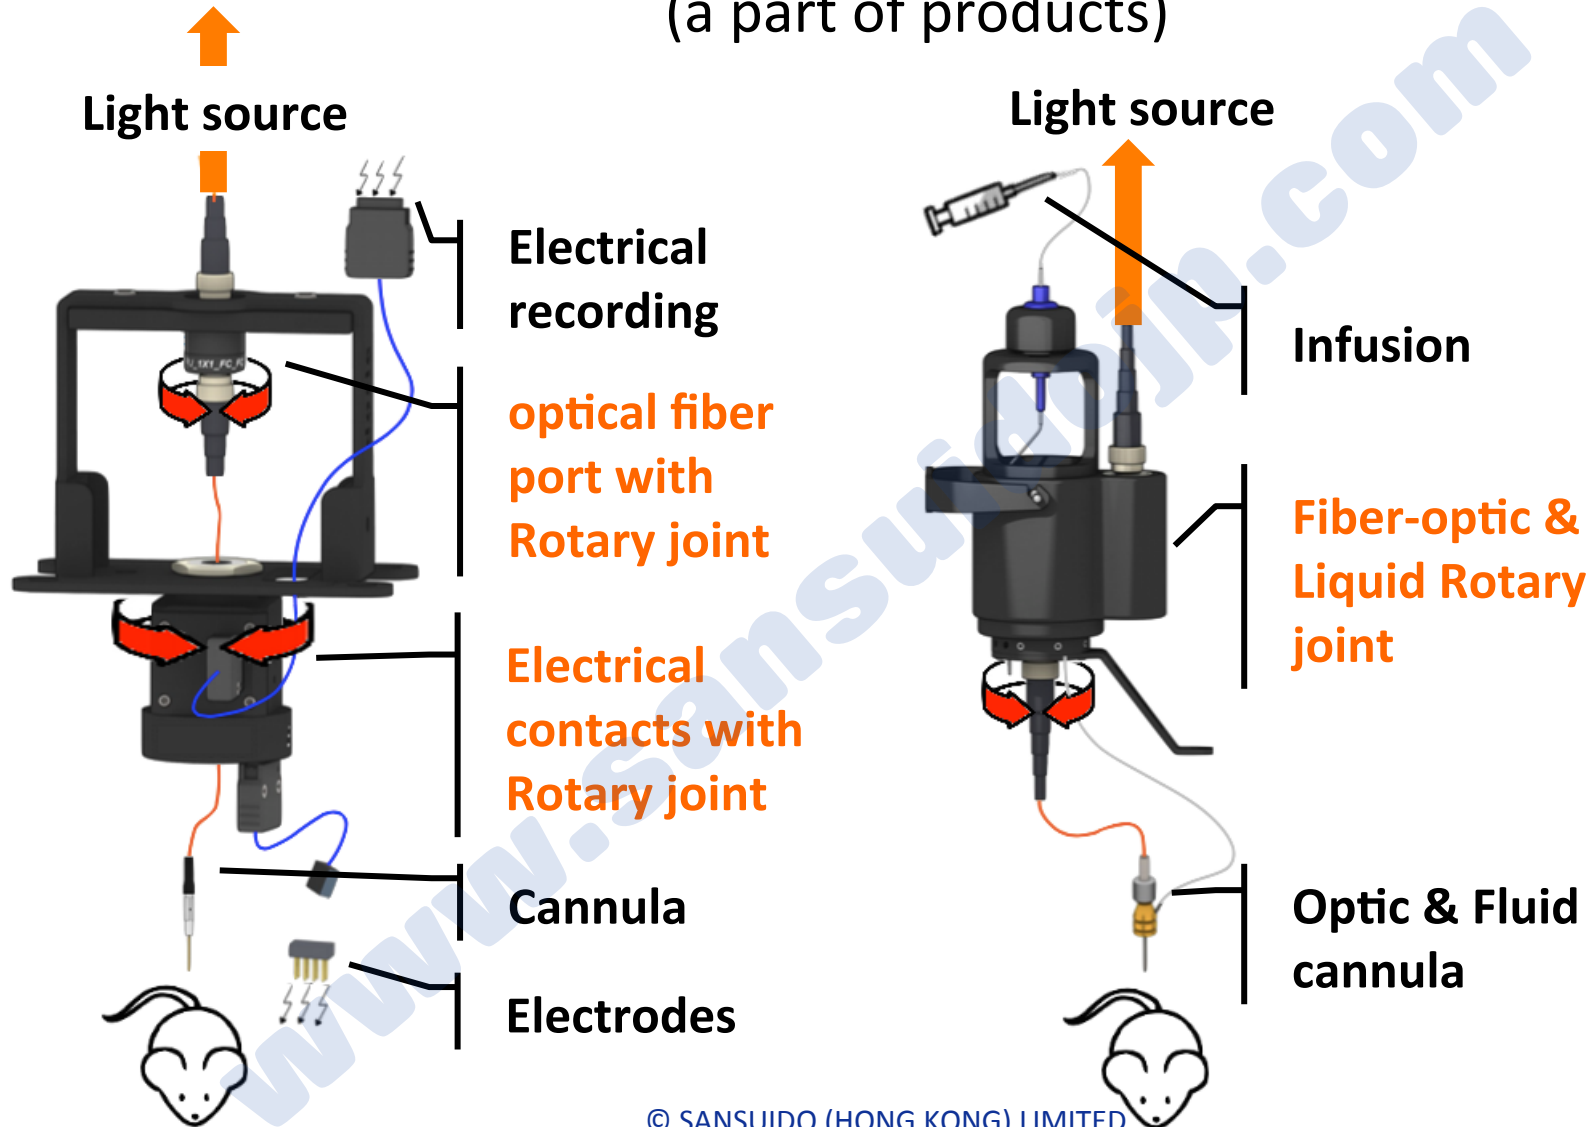 (a part of products)
Light source
Electrical
recording
optical fiber
port with
Rotary joint
Electrical
contacts with
Rotary joint
Cannula
Electrodes
Light source
Infusion
Fiber-optic &
Liquid Rotary
joint
Optic & Fluid
cannula
www.sansuidojp.com
© SANSUIDO (HONG KONG) LIMITED